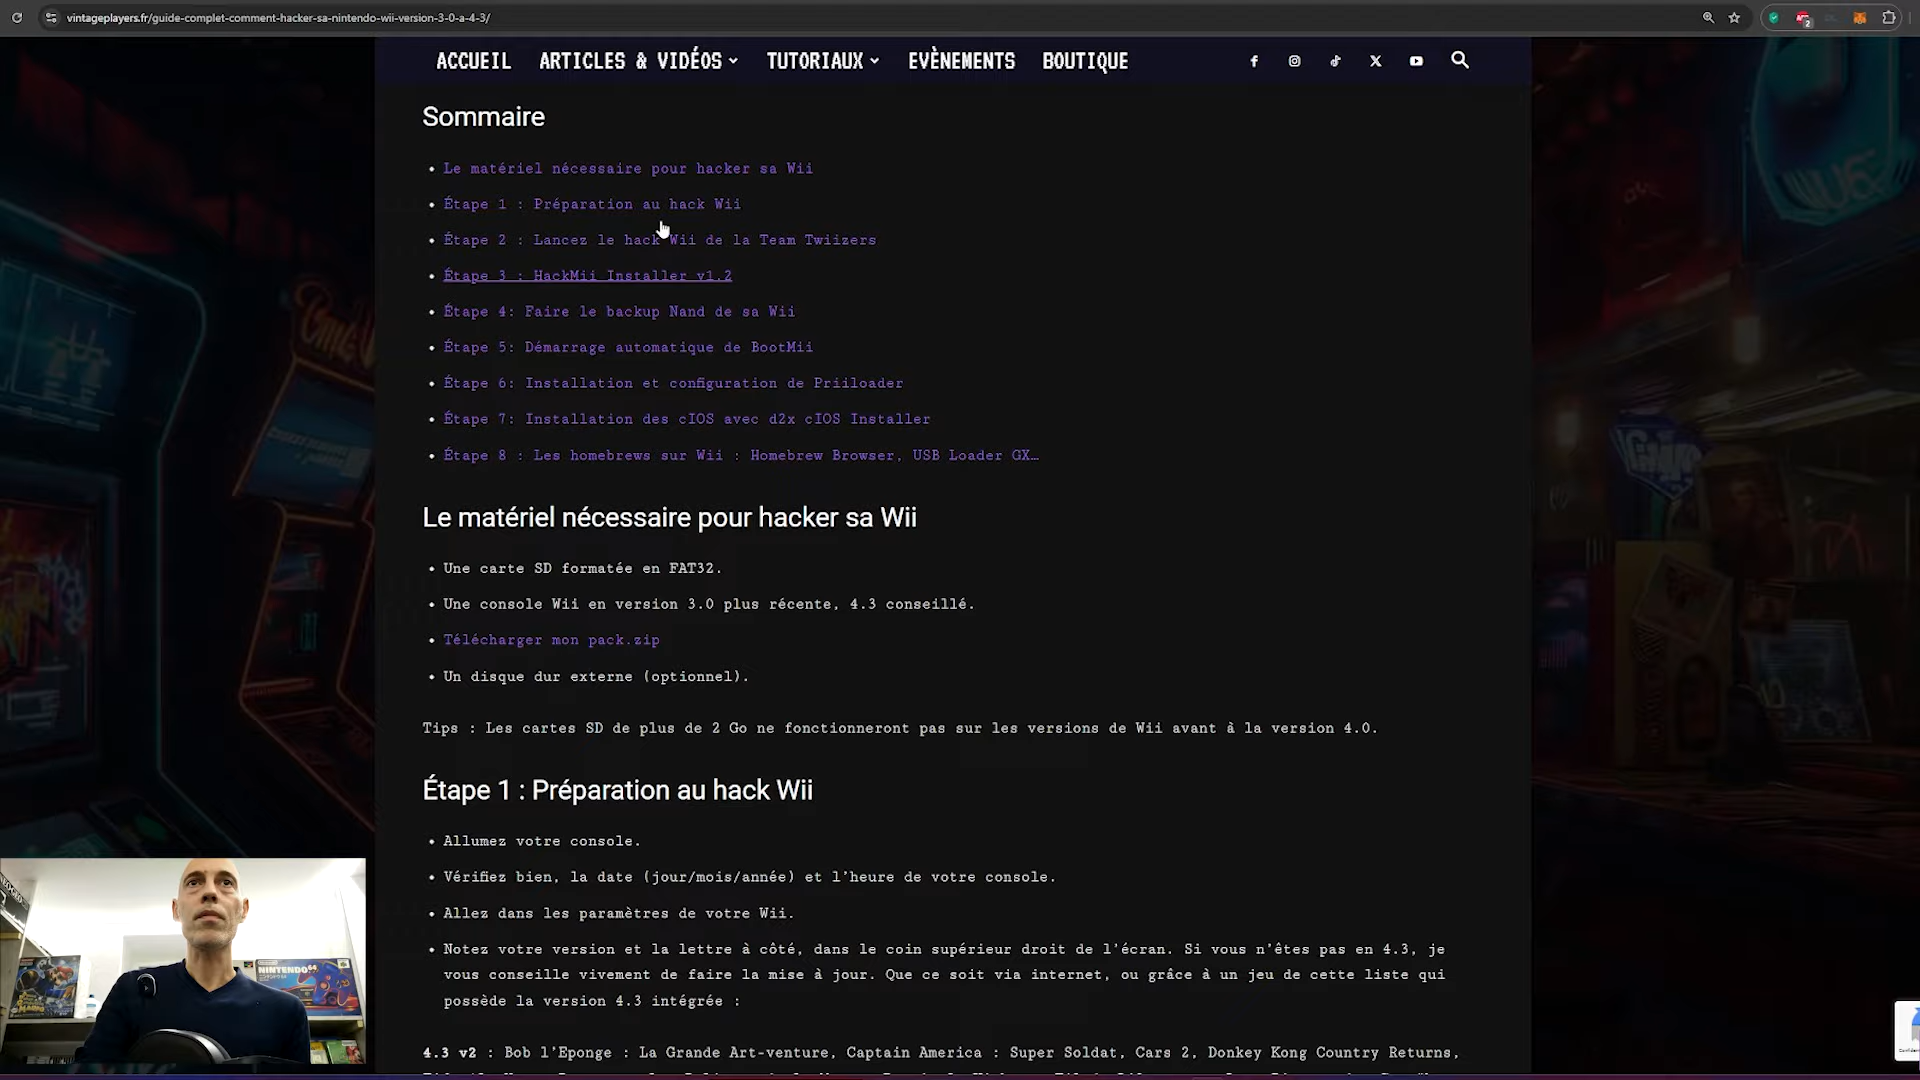 vintageplayers.fr/guide-complet-comment-hacker-sa-nintendo-wii-version-3-0-a-4-3/
ACCUEIL ARTICLES & VIDÉOS TUTORIAUX EVÈNEMENTS BOUTIQUE
Sommaire
• Le matériel nécessaire pour hacker sa Wii
• Étape 1 : Préparation au hack Wii
• Étape 2 : Lancez le hack Wii de la Team Twiizers
• Étape 3 : HackMii Installer v1.2
• Étape 4: Faire le backup Nand de sa Wii
• Étape 5: Démarrage automatique de BootMii
• Étape 6: Installation et configuration de Priiloader
• Étape 7: Installation des cIOS avec d2x cIOS Installer
• Étape 8 : Les homebrews sur Wii : Homebrew Browser, USB Loader GX…
Le matériel nécessaire pour hacker sa Wii
• Une carte SD formatée en FAT32.
• Une console Wii en version 3.0 plus récente, 4.3 conseillé.
• Télécharger mon pack.zip
• Un disque dur externe (optionnel).
Tips : Les cartes SD de plus de 2 Go ne fonctionneront pas sur les versions de Wii avant à la version 4.0.
Étape 1 : Préparation au hack Wii
• Allumez votre console.
• Vérifiez bien, la date (jour/mois/année) et l'heure de votre console.
• Allez dans les paramètres de votre Wii.
• Notez votre version et la lettre à côté, dans le coin supérieur droit de l'écran. Si vous n'êtes pas en 4.3, je
vous conseille vivement de faire la mise à jour. Que ce soit via internet, ou grâce à un jeu de cette liste qui
possède la version 4.3 intégrée :
4.3 v2 : Bob l'Eponge : La Grande Art-venture, Captain America : Super Soldat, Cars 2, Donkey Kong Country Returns,
NINTENDO 64